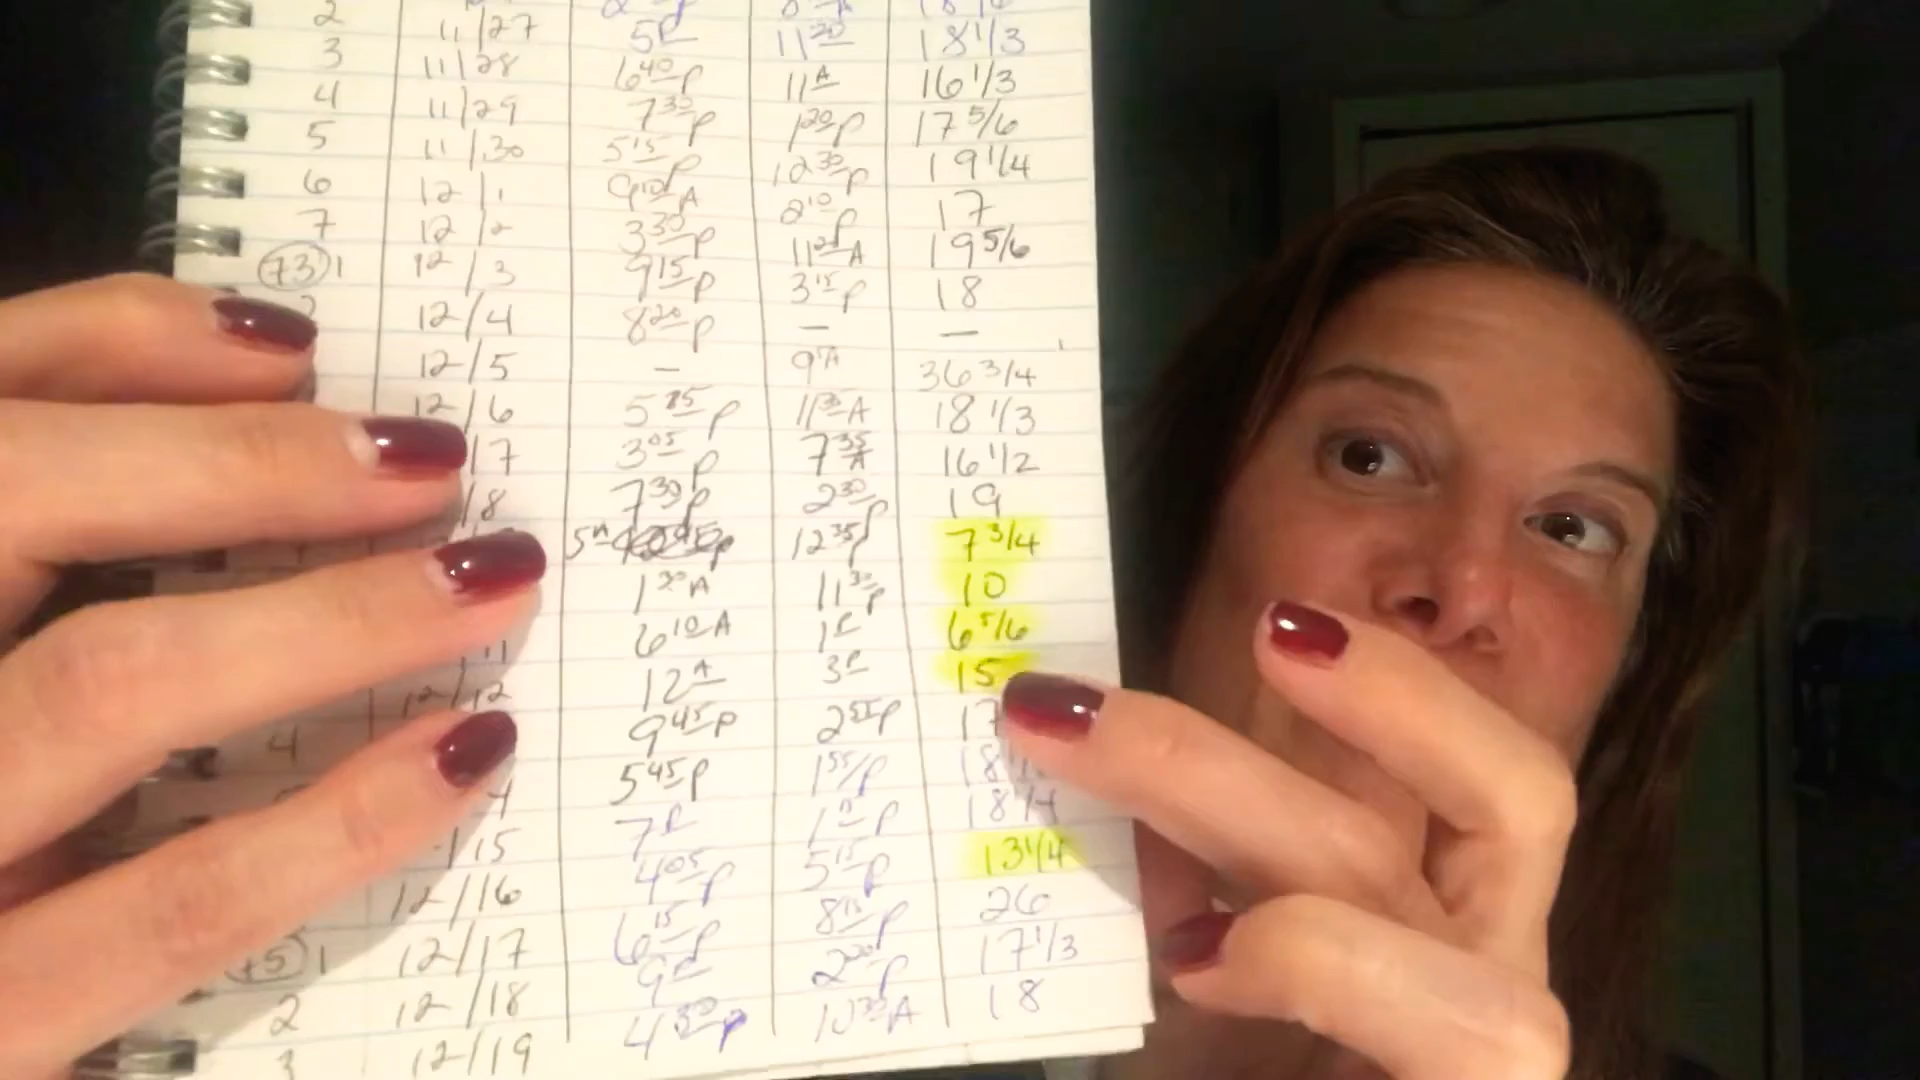 2
3 11/27 5P 11 20 18 1/3
4 11/28 6 40 P 11 A 16 1/3
5 11/29 7 30 P 1 20 P 17 5/6
6 11/30 5 15 P 12 30 P 19 1/4
7 12/1 9 10 A 2 10 P 17
12/2 3 30 P 11 25 A 19 5/6
73 1 12/3 9 15 P 3 15 P 18
12/4 8 20 P — —
12/5 — 9 A 36 3/4
12/6 5 25 P 11 30 A 18 1/3
/7 3 05 P 7 35 A 16 1/2
/8 7 30 P 2 30 P 19
5 A 12 35 P 7 3/4
1 30 A 11 30 P 10
6 10 A 1 P 6 5/6
12 A 3 P 15
12/12 9 45 P 2 55 P 17
4 5 45 P 1 55 P 18
7 P 1 15 P 18 1/4
/15 4 05 P 5 15 P 13 1/4
12/16 6 15 P 8 15 P 26
75 1 12/17 9 P 2 20 P 17 1/3
2 12/18 4 30 P 10 30 A 18
3 12/19